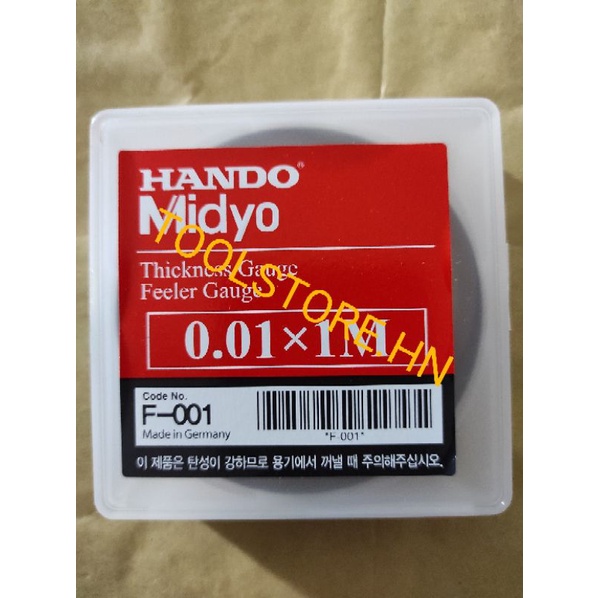 HANDO®
Midyo
Thickness Gauge
Feeler Gauge
0.01×1M
TOOLSTORE HN
Code No.
F-001
Made in Germany
*F-001*
이 제품은 탄성이 강하므로 용기에서 꺼낼 때 주의해주십시오.